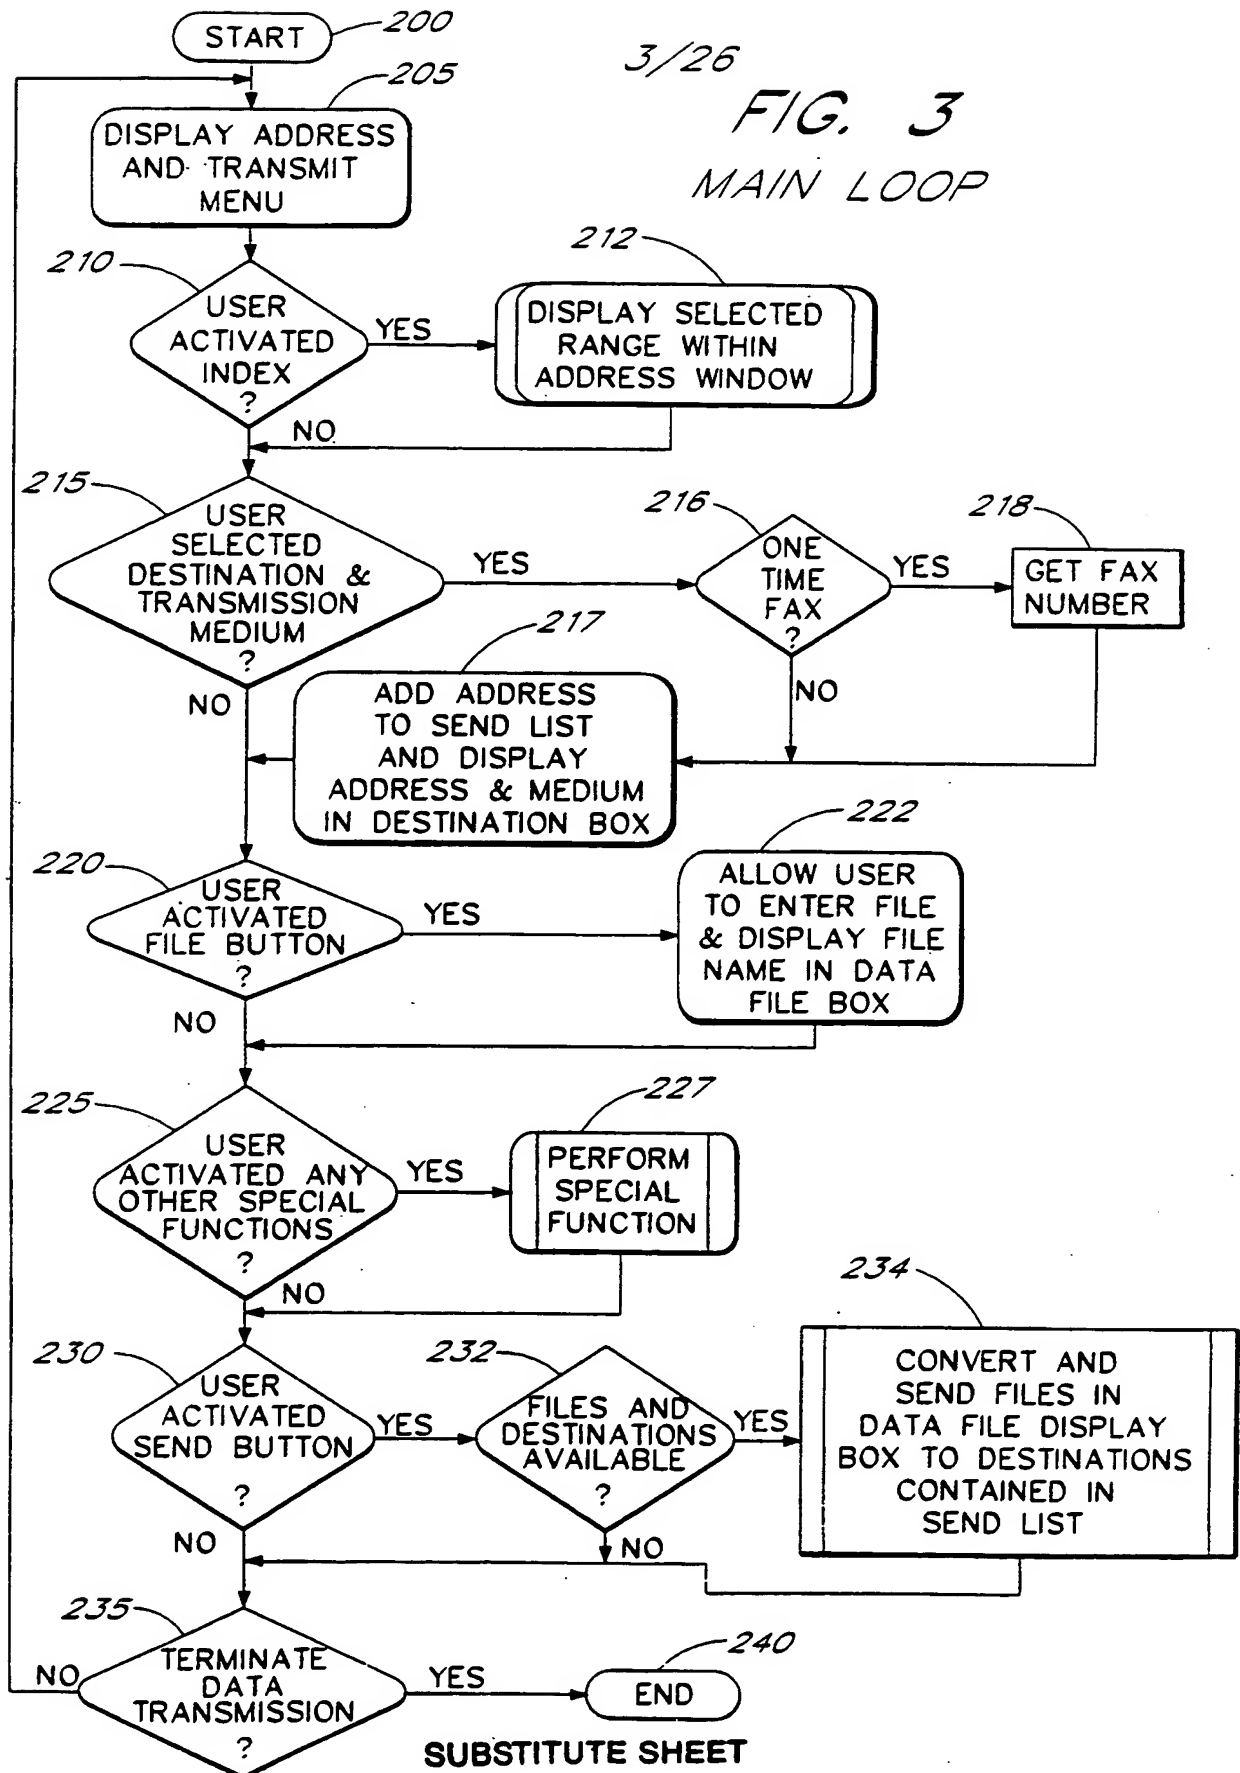 START
200
3/26
FIG. 3
MAIN LOOP
205
DISPLAY ADDRESS
AND TRANSMIT
MENU
210
USER
ACTIVATED
INDEX
?
YES
NO
212
DISPLAY SELECTED
RANGE WITHIN
ADDRESS WINDOW
215
USER
SELECTED
DESTINATION &
TRANSMISSION
MEDIUM
?
YES
NO
216
ONE
TIME
FAX
?
YES
NO
218
GET FAX
NUMBER
217
ADD ADDRESS
TO SEND LIST
AND DISPLAY
ADDRESS & MEDIUM
IN DESTINATION BOX
220
USER
ACTIVATED
FILE BUTTON
?
YES
NO
222
ALLOW USER
TO ENTER FILE
& DISPLAY FILE
NAME IN DATA
FILE BOX
225
USER
ACTIVATED ANY
OTHER SPECIAL
FUNCTIONS
?
YES
NO
227
PERFORM
SPECIAL
FUNCTION
230
USER
ACTIVATED
SEND BUTTON
?
YES
NO
232
FILES AND
DESTINATIONS
AVAILABLE
?
YES
NO
234
CONVERT AND
SEND FILES IN
DATA FILE DISPLAY
BOX TO DESTINATIONS
CONTAINED IN
SEND LIST
235
TERMINATE
DATA
TRANSMISSION
?
NO
YES
240
END
SUBSTITUTE SHEET